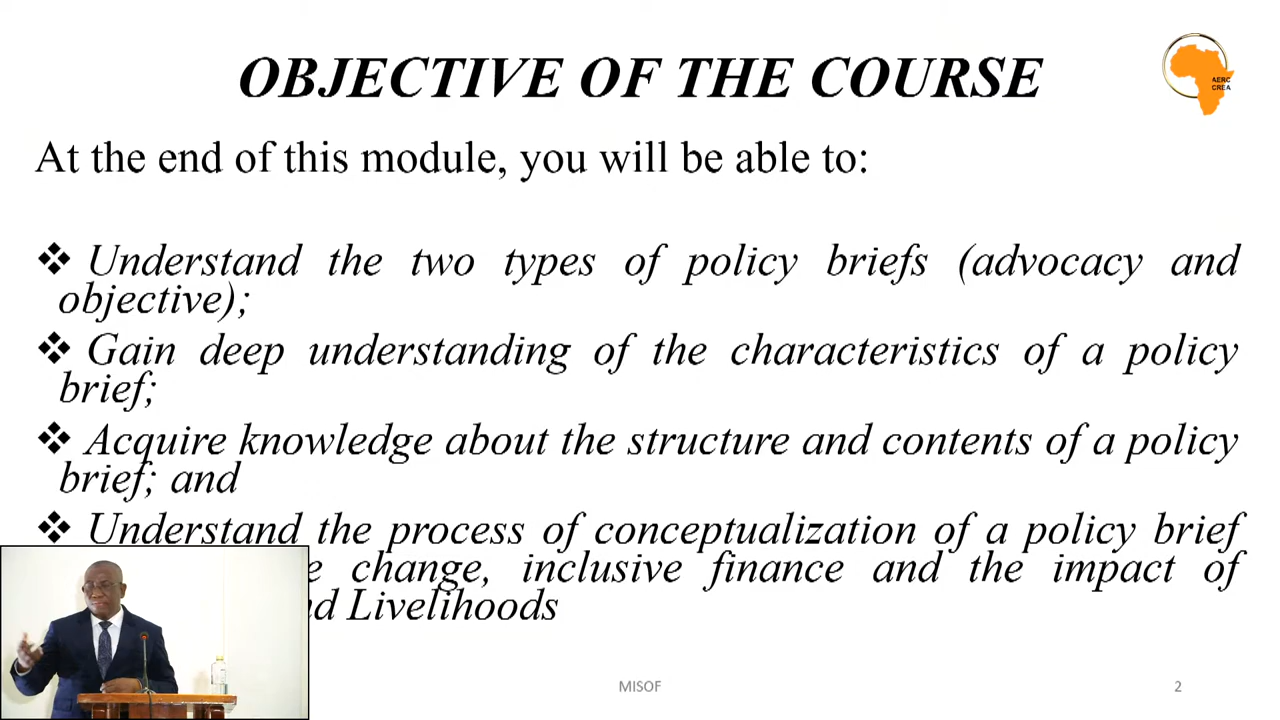 OBJECTIVE OF THE COURSE
AERC
CREA
At the end of this module, you will be able to:
Understand the two types of policy briefs (advocacy and
objective);
Gain deep understanding of the characteristics of a policy
brief;
Acquire knowledge about the structure and contents of a policy
brief; and
Understand the process of conceptualization of a policy brief
change, inclusive finance and the impact of
Livelihoods
MISOF
2